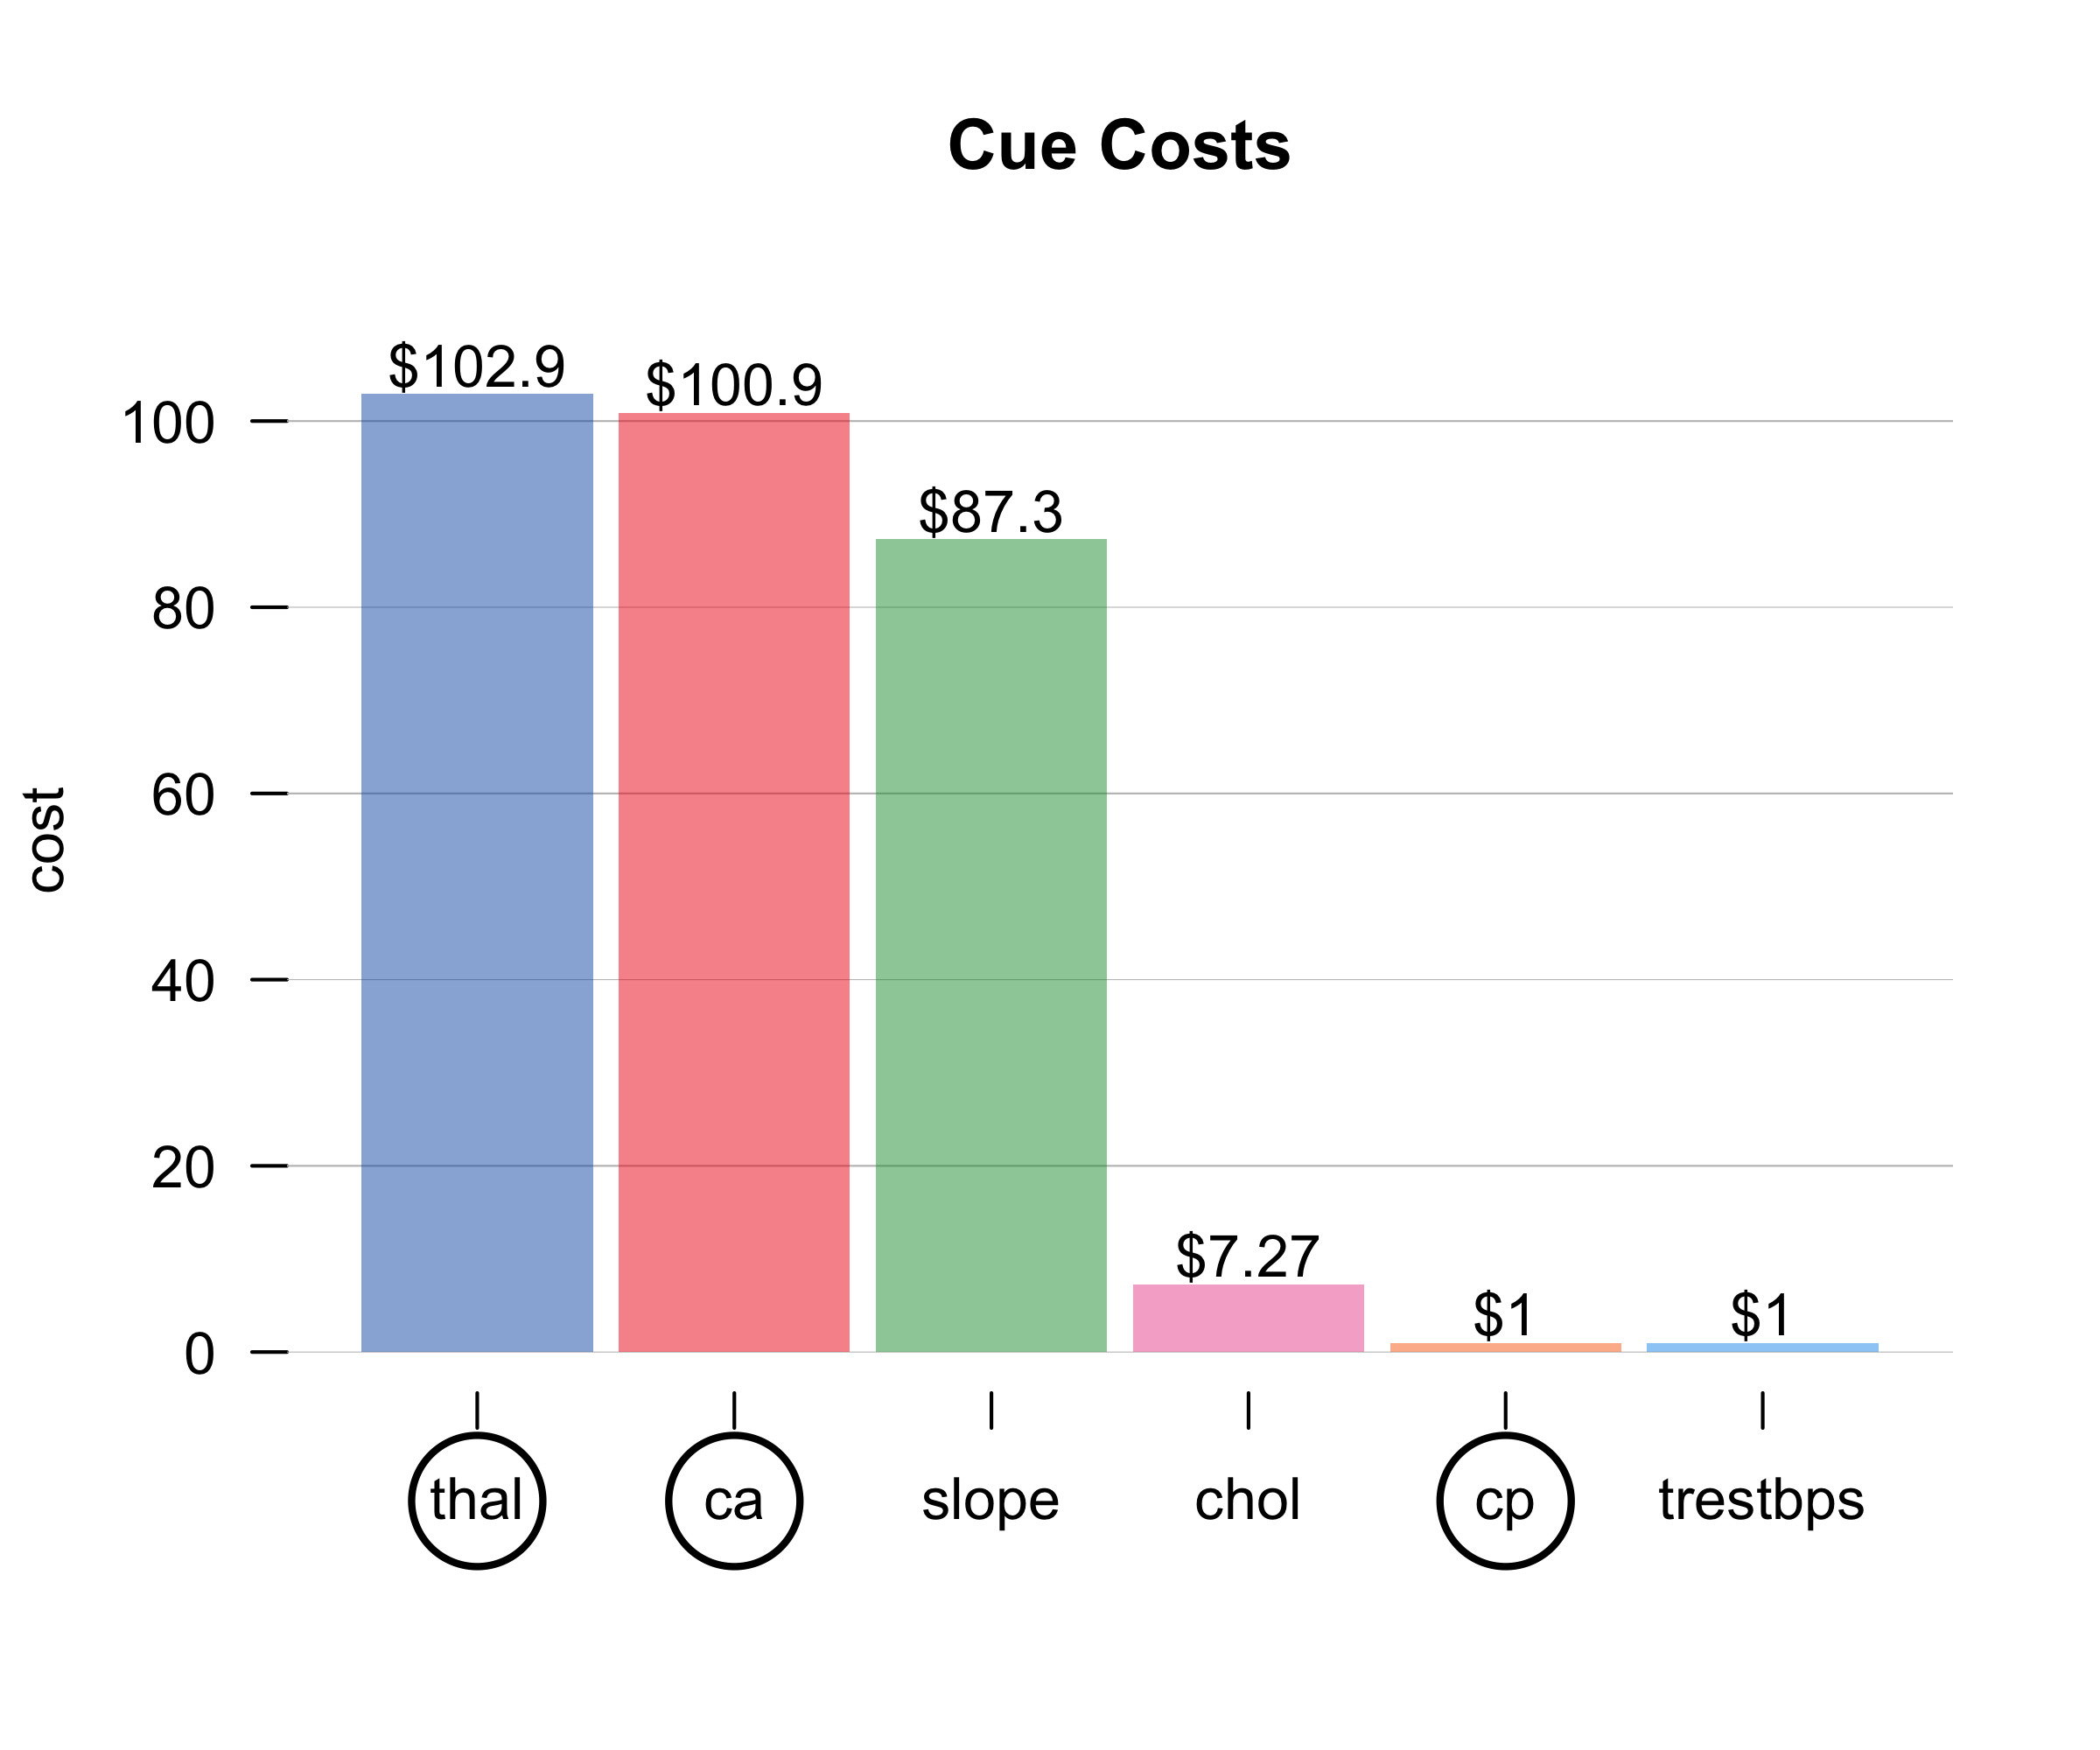 Cue Costs
$102.9
$100.9
$87.3
$7.27
$1
$1
100
80
60
40
20
0
cost
thal
ca
slope
chol
cp
trestbps